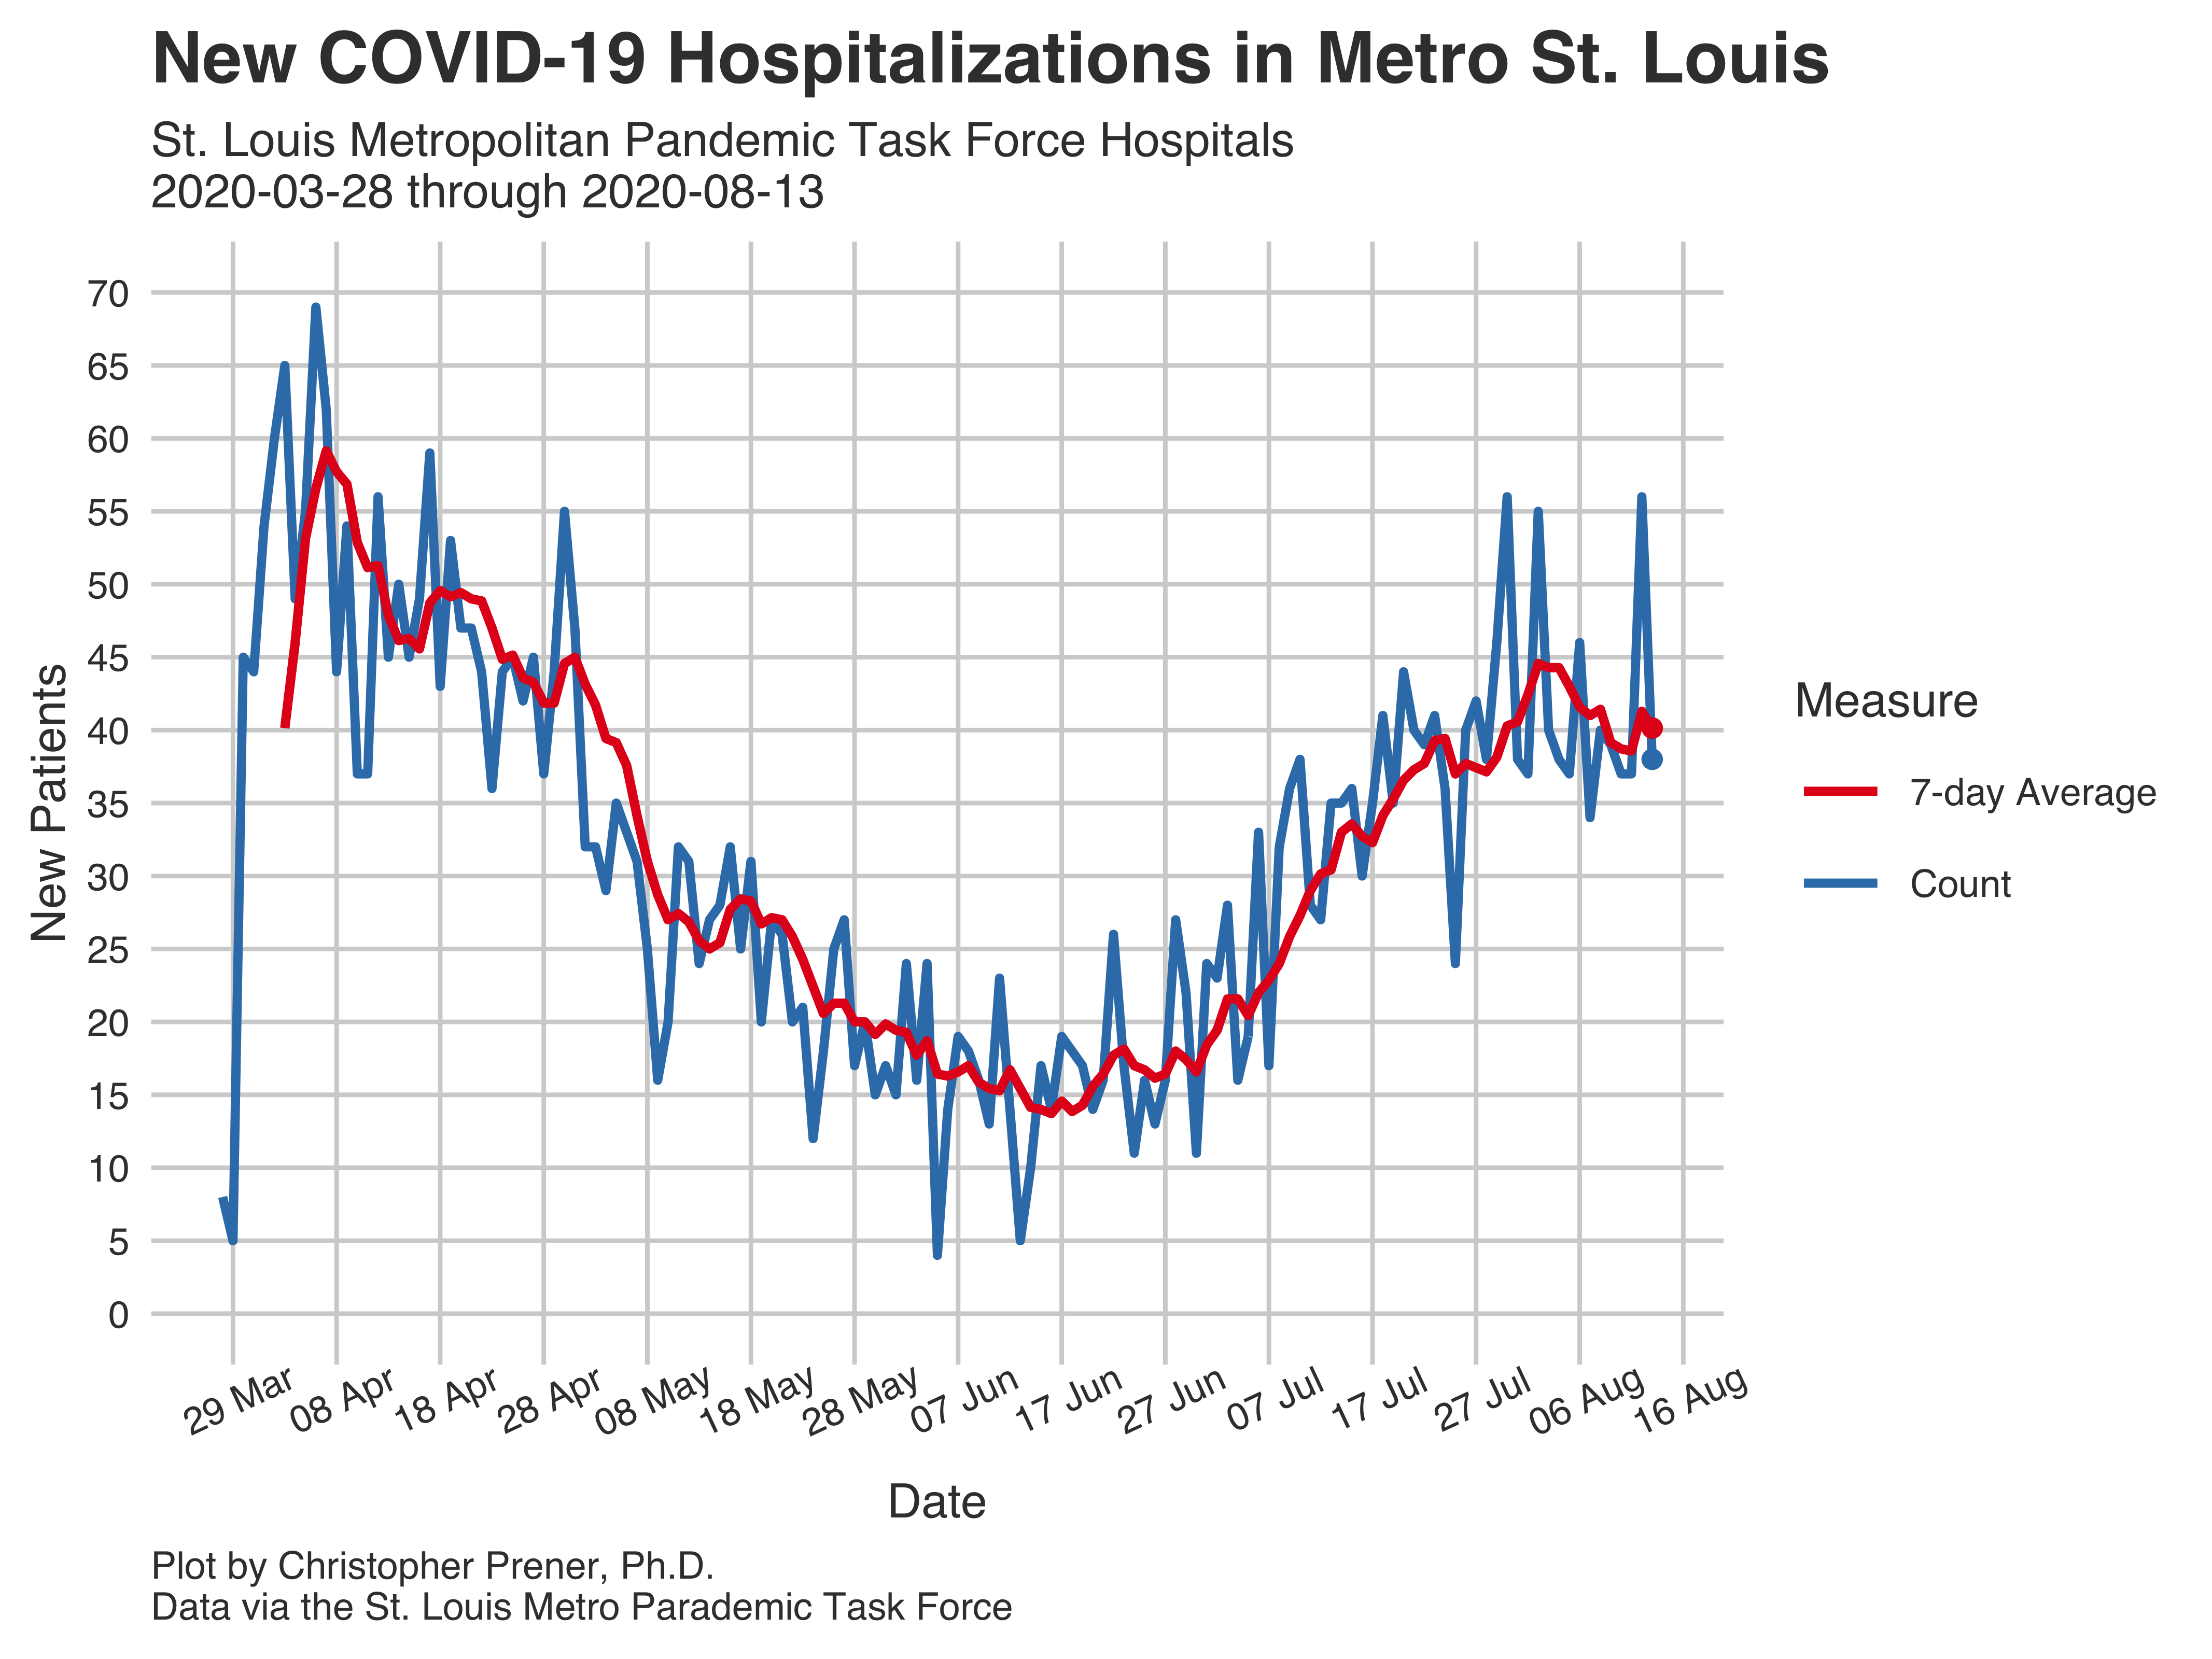 New COVID-19 Hospitalizations in Metro St. Louis
St. Louis Metropolitan Pandemic Task Force Hospitals
2020-03-28 through 2020-08-13
70
65
60
55
50
45
40
35
30
25
20
15
10
5
0
New Patients
29 Mar
08 Apr
18 Apr
28 Apr
08 May
18 May
28 May
07 Jun
17 Jun
27 Jun
07 Jul
17 Jul
27 Jul
06 Aug
16 Aug
Date
Measure
7-day Average
Count
Plot by Christopher Prener, Ph.D.
Data via the St. Louis Metro Parademic Task Force